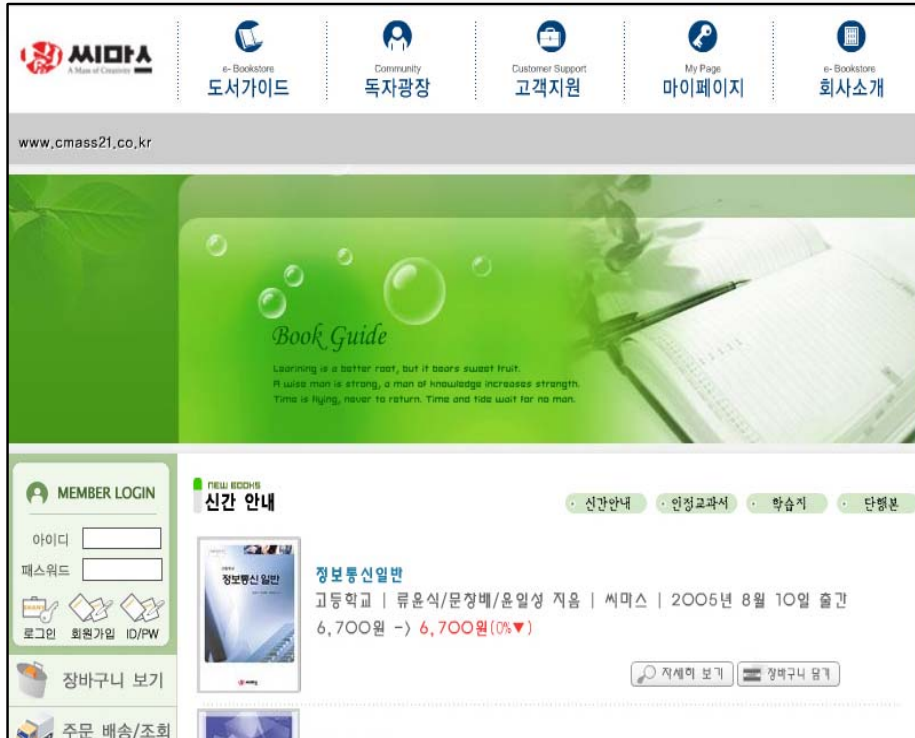 씨마스
A Mass of Creativity
e- Bookstore
도서가이드
Community
독자광장
Customer Support
고객지원
My Page
마이페이지
e- Bookstore
회사소개
www.cmass21.co.kr
Book Guide
Learining is a better root, but it bears sweet fruit.
A wise man is strong, a man of knowledge increases strength.
Time is flying, never to return. Time and tide wait for no man.
MEMBER LOGIN
아이디
패스워드
로그인 회원가입 ID/PW
장바구니 보기
주문 배송/조회
NEW BOOKS
신간 안내
· 신간안내 · 인정교과서 · 학습지 · 단행본
정보통신 일반
정보통신일반
고등학교 | 류윤식/문창배/윤일성 지음 | 씨마스 | 2005년 8월 10일 출간
6,700원 -> 6,700원(0%▼)
자세히 보기 장바구니 담기